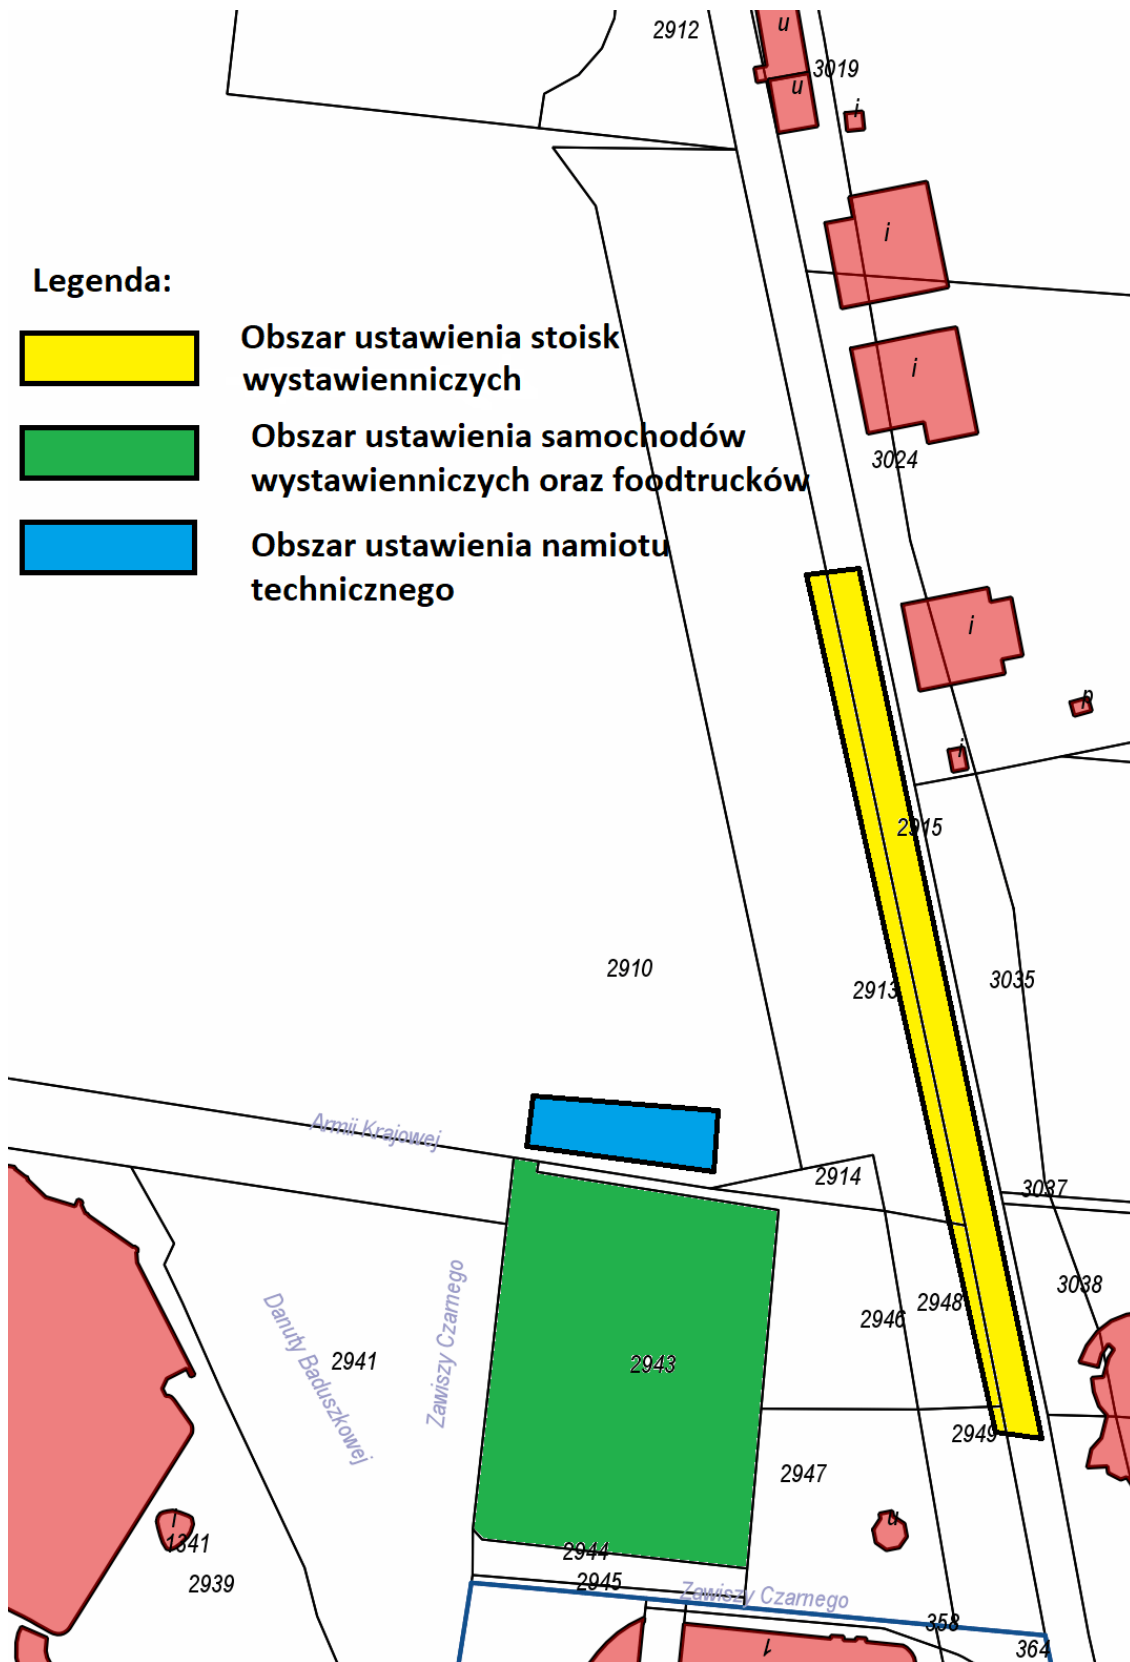 2912
u
3019
u
i
i
Legenda:
Obszar ustawienia stoisk
wystawienniczych
i
Obszar ustawienia samochodów
wystawienniczych oraz foodtrucków
3024
Obszar ustawienia namiotu
technicznego
i
p
i
2915
2910
2913
3035
Armii Krajowej
2914
3037
Zawiszy Czarnego
Danuty Baduszkowej
2941
2943
2946
2948
3038
2949
2947
i
1341
u
2944
2939
2945
Zawiszy Czarnego
358
1
364